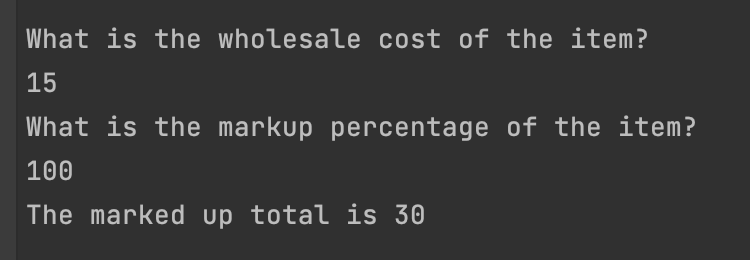 What is the wholesale cost of the item?
15
What is the markup percentage of the item?
100
The marked up total is 30